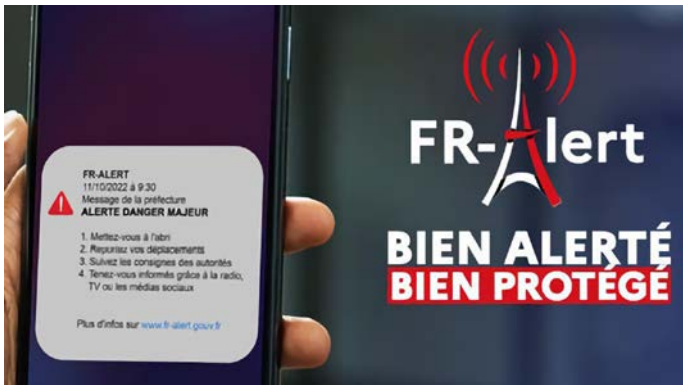 FR-ALERT
11/10/2022 à 9:30
Message de la préfecture
ALERTE DANGER MAJEUR
1. Mettez-vous à l'abri
2. Repuriez vos déplacements
3. Suivez les consignes des autorités
4. Tenez-vous informés grâce à la radio,
TV ou les médias sociaux
Plus d'infos sur www.fr-alert.gouv.fr
FR-Alert
BIEN ALERTÉ
BIEN PROTÉGÉ